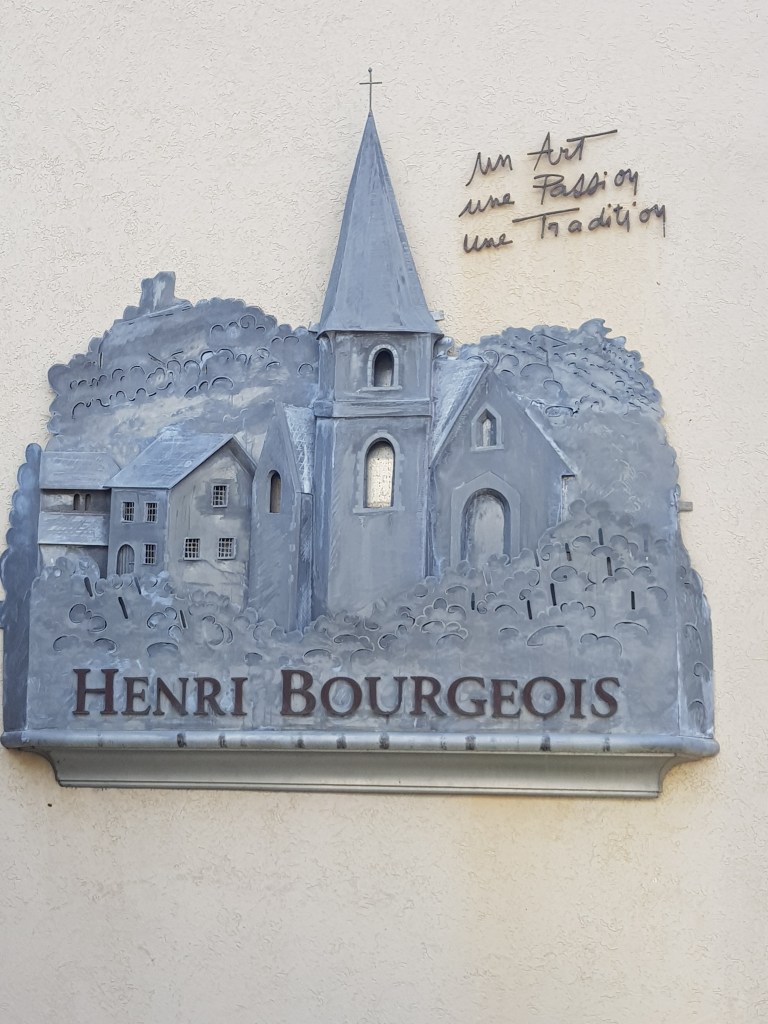 un Art
une Passion
une Tradition
HENRI BOURGEOIS